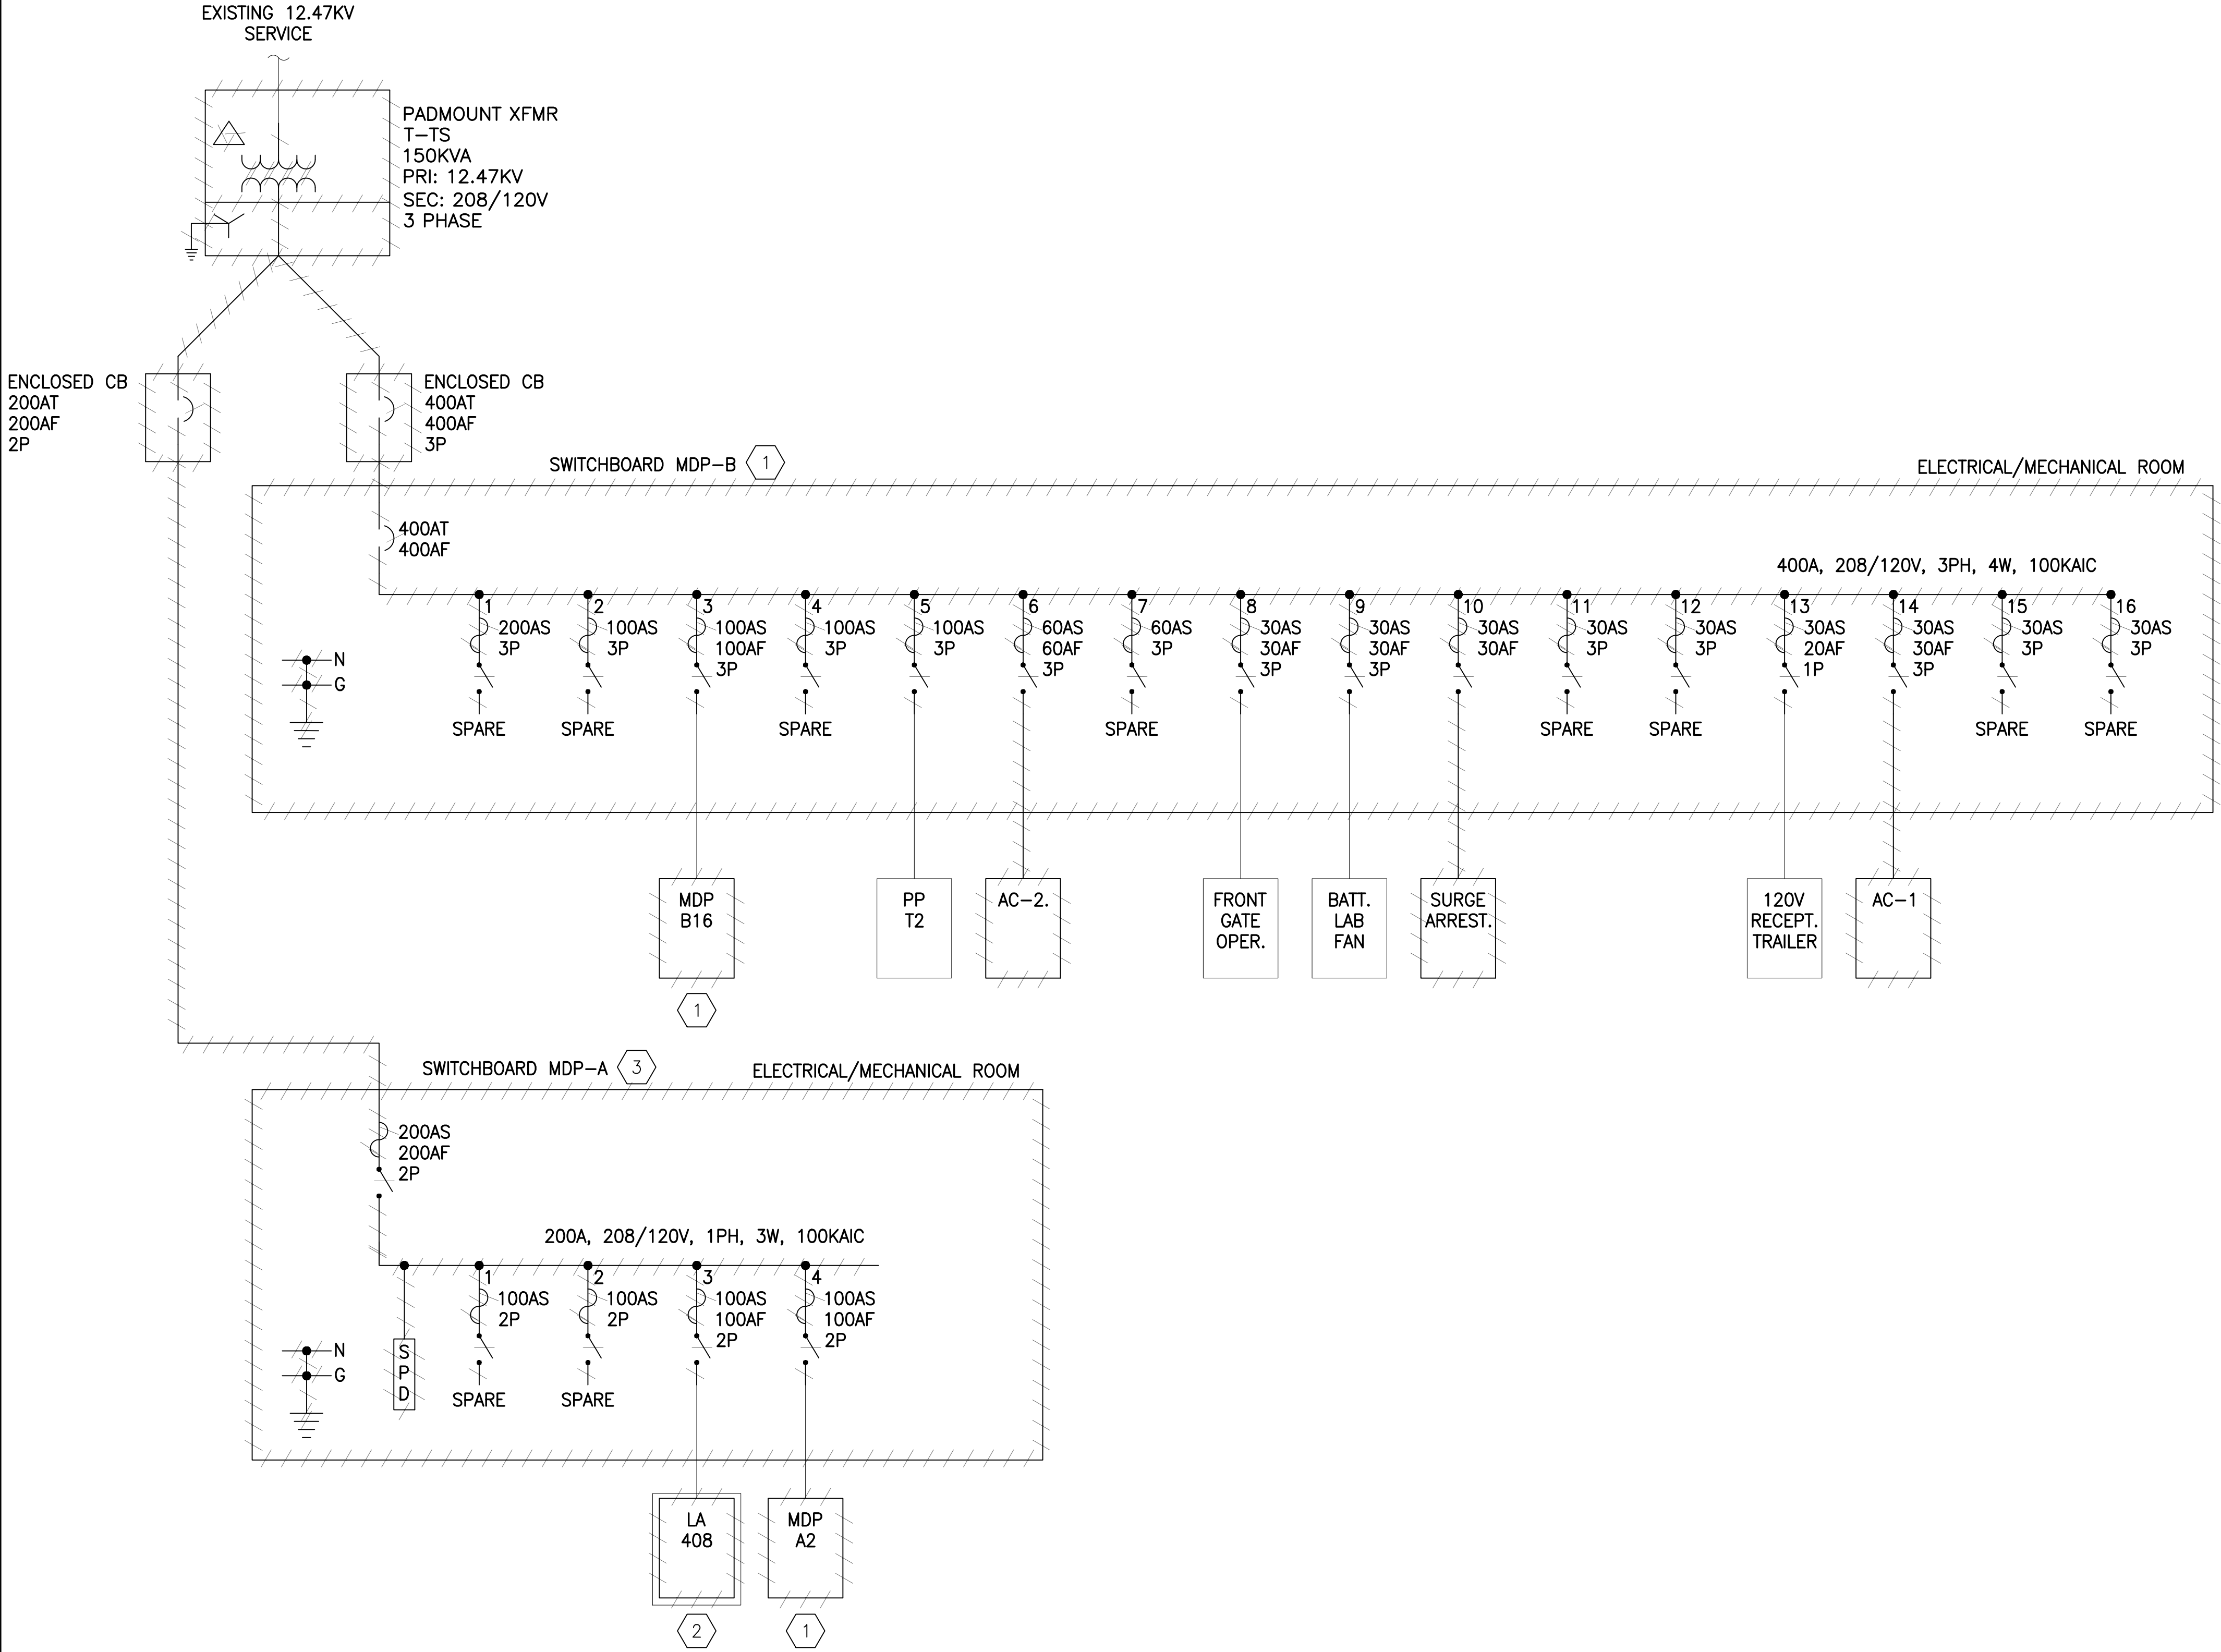 EXISTING 12.47KV
SERVICE
PADMOUNT XFMR
T-TS
150KVA
PRI: 12.47KV
SEC: 208/120V
3 PHASE
ENCLOSED CB
200AT
200AF
2P
ENCLOSED CB
400AT
400AF
3P
SWITCHBOARD MDP-B
1
ELECTRICAL/MECHANICAL ROOM
400AT
400AF
400A, 208/120V, 3PH, 4W, 100KAIC
N
G
1
200AS
3P
SPARE
2
100AS
3P
SPARE
3
100AS
100AF
3P
4
100AS
3P
SPARE
5
100AS
3P
6
60AS
60AF
3P
7
60AS
3P
SPARE
8
30AS
30AF
3P
9
30AS
30AF
3P
10
30AS
30AF
11
30AS
3P
SPARE
12
30AS
3P
SPARE
13
30AS
20AF
1P
14
30AS
30AF
3P
15
30AS
3P
SPARE
16
30AS
3P
SPARE
MDP
B16
1
PP
T2
AC-2.
FRONT
GATE
OPER.
BATT.
LAB
FAN
SURGE
ARREST.
120V
RECEPT.
TRAILER
AC-1
SWITCHBOARD MDP-A
3
ELECTRICAL/MECHANICAL ROOM
200AS
200AF
2P
200A, 208/120V, 1PH, 3W, 100KAIC
N
G
S
P
D
1
100AS
2P
SPARE
2
100AS
2P
SPARE
3
100AS
100AF
2P
4
100AS
100AF
2P
LA
408
2
MDP
A2
1